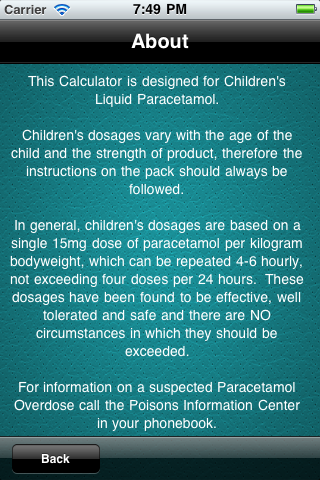 Carrier 7:49 PM
About
This Calculator is designed for Children's
Liquid Paracetamol.
Children's dosages vary with the age of the
child and the strength of product, therefore the
instructions on the pack should always be
followed.
In general, children's dosages are based on a
single 15mg dose of paracetamol per kilogram
bodyweight, which can be repeated 4-6 hourly,
not exceeding four doses per 24 hours.  These
dosages have been found to be effective, well
tolerated and safe and there are NO
circumstances in which they should be
exceeded.
For information on a suspected Paracetamol
Overdose call the Poisons Information Center
in your phonebook.
Back